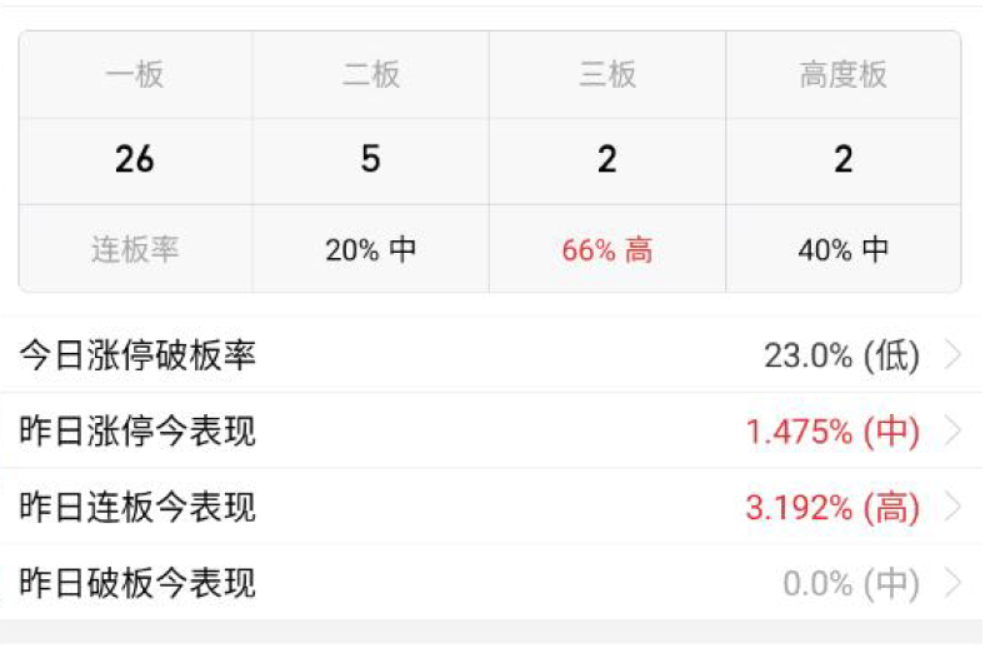 一板 二板 三板 高度板
26 5 2 2
连板率 20% 中 66% 高 40% 中
今日涨停破板率 23.0% (低)
昨日涨停今表现 1.475% (中)
昨日连板今表现 3.192% (高)
昨日破板今表现 0.0% (中)